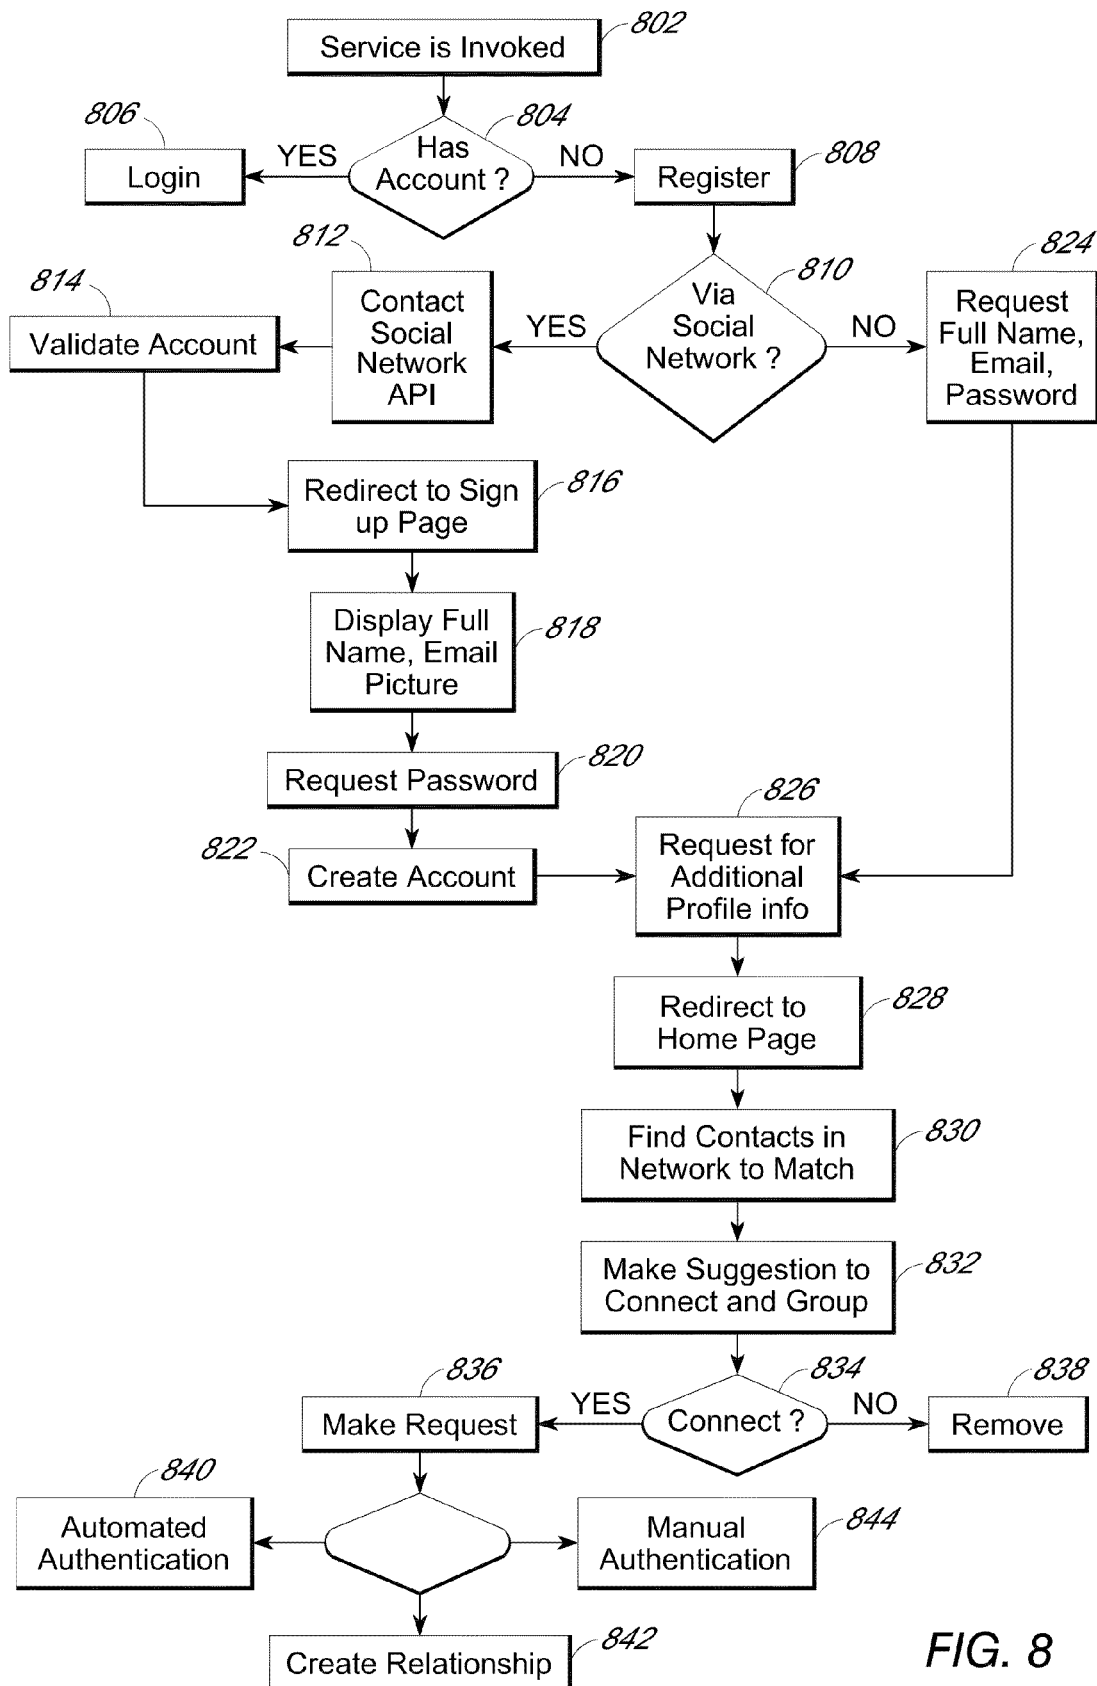 802
Service is Invoked
804
806
Has
Account ?
YES
NO
Login
Register
808
810
812
814
824
Via
Social
Network ?
YES
NO
Contact
Social
Network
API
Validate Account
Request
Full Name,
Email,
Password
Redirect to Sign
up Page
816
Display Full
Name, Email
Picture
818
Request Password
820
822
Create Account
826
Request for
Additional
Profile info
Redirect to
Home Page
828
Find Contacts in
Network to Match
830
Make Suggestion to
Connect and Group
832
834
836
838
Make Request
YES
Connect ?
NO
Remove
840
Automated
Authentication
Manual
Authentication
844
Create Relationship
842
FIG. 8